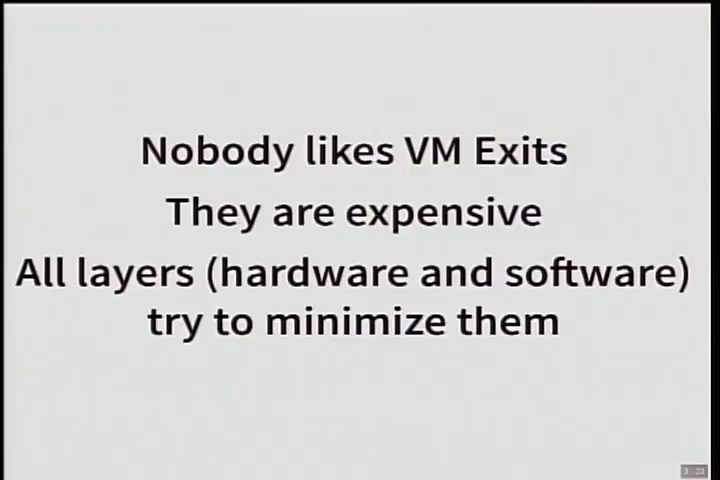 Nobody likes VM Exits
They are expensive
All layers (hardware and software)
try to minimize them